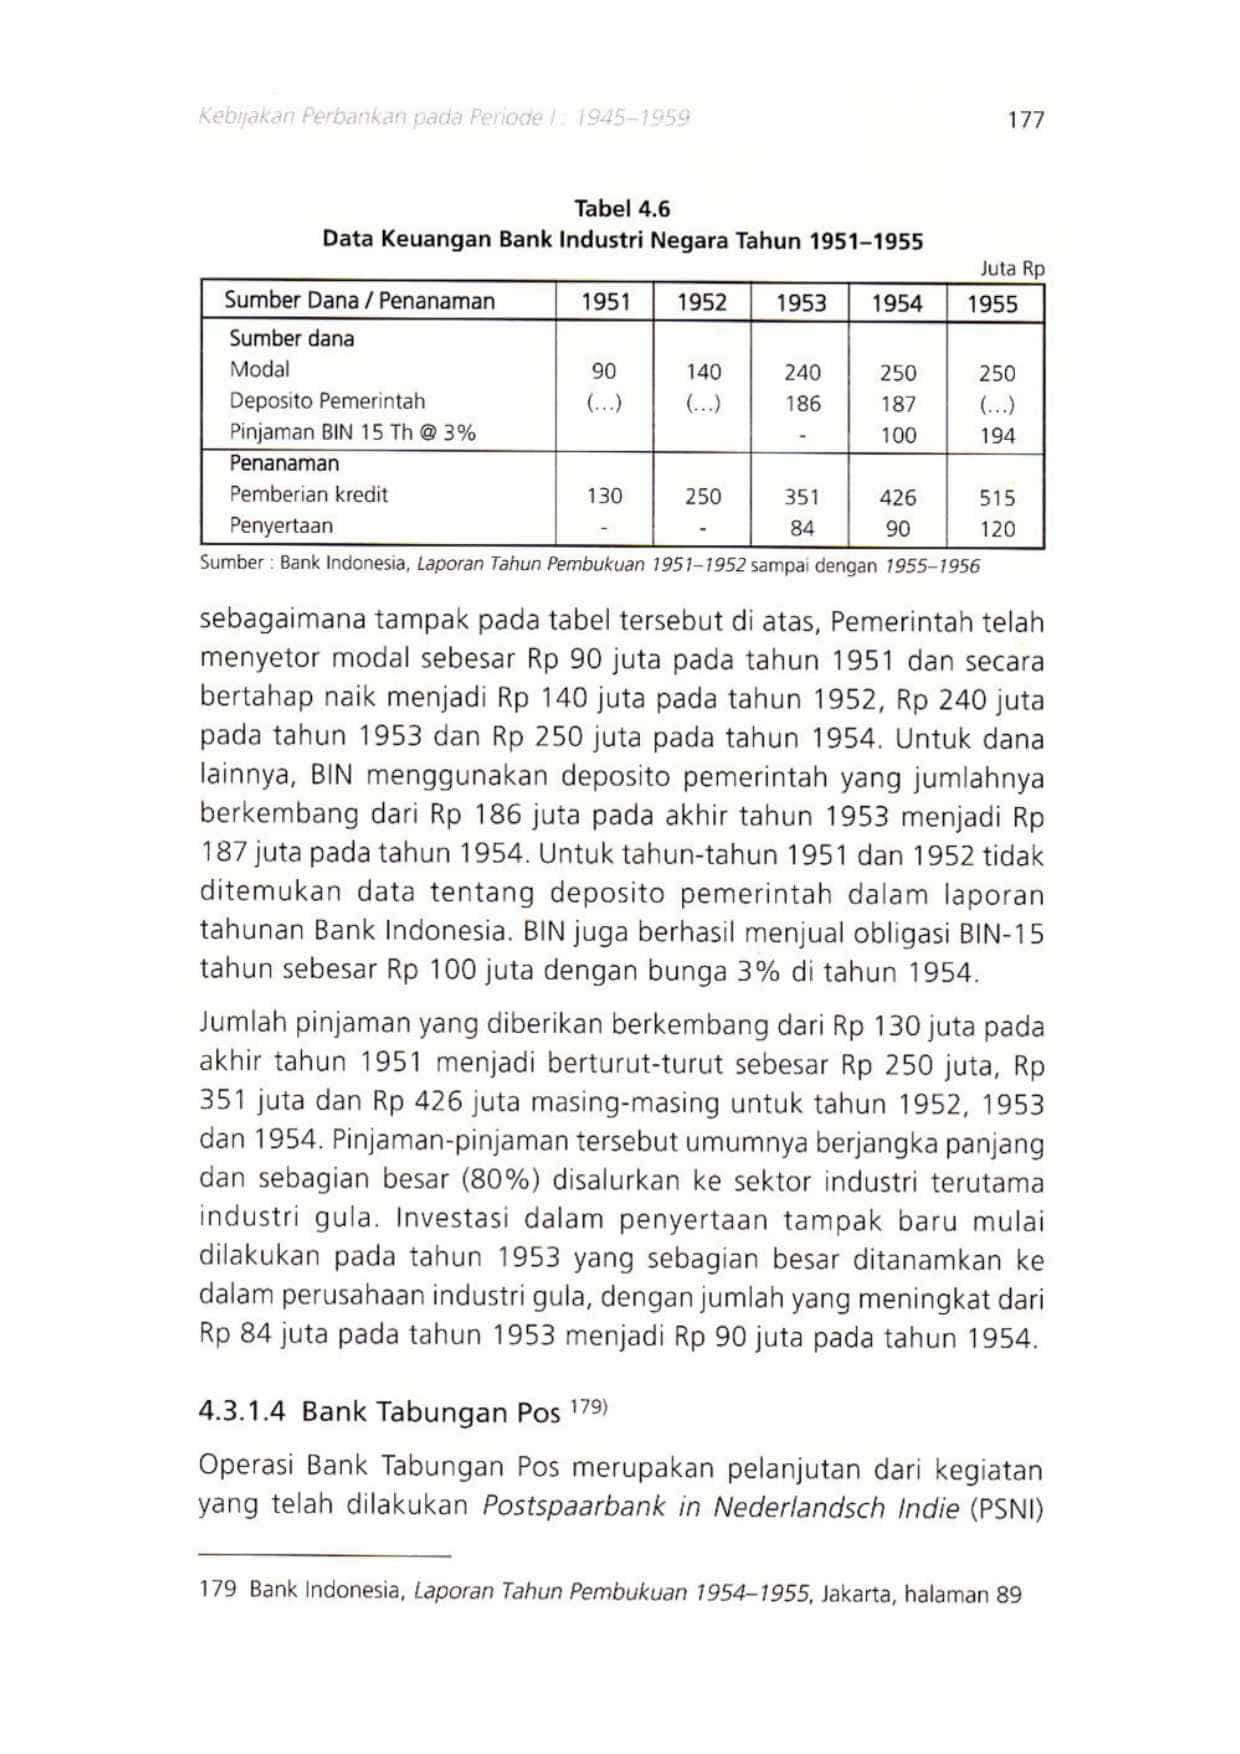 Kebijakan Perbankan pada Periode I : 1945–1959 177
Tabel 4.6
Data Keuangan Bank Industri Negara Tahun 1951–1955
Juta Rp
Sumber Dana / Penanaman 1951 1952 1953 1954 1955
Sumber dana
Modal 90 140 240 250 250
Deposito Pemerintah (...) (...) 186 187 (...)
Pinjaman BIN 15 Th @ 3% - 100 194
Penanaman
Pemberian kredit 130 250 351 426 515
Penyertaan - - 84 90 120
Sumber : Bank Indonesia, Laporan Tahun Pembukuan 1951–1952 sampai dengan 1955–1956
sebagaimana tampak pada tabel tersebut di atas, Pemerintah telah
menyetor modal sebesar Rp 90 juta pada tahun 1951 dan secara
bertahap naik menjadi Rp 140 juta pada tahun 1952, Rp 240 juta
pada tahun 1953 dan Rp 250 juta pada tahun 1954. Untuk dana
lainnya, BIN menggunakan deposito pemerintah yang jumlahnya
berkembang dari Rp 186 juta pada akhir tahun 1953 menjadi Rp
187 juta pada tahun 1954. Untuk tahun-tahun 1951 dan 1952 tidak
ditemukan data tentang deposito pemerintah dalam laporan
tahunan Bank Indonesia. BIN juga berhasil menjual obligasi BIN-15
tahun sebesar Rp 100 juta dengan bunga 3% di tahun 1954.
Jumlah pinjaman yang diberikan berkembang dari Rp 130 juta pada
akhir tahun 1951 menjadi berturut-turut sebesar Rp 250 juta, Rp
351 juta dan Rp 426 juta masing-masing untuk tahun 1952, 1953
dan 1954. Pinjaman-pinjaman tersebut umumnya berjangka panjang
dan sebagian besar (80%) disalurkan ke sektor industri terutama
industri gula. Investasi dalam penyertaan tampak baru mulai
dilakukan pada tahun 1953 yang sebagian besar ditanamkan ke
dalam perusahaan industri gula, dengan jumlah yang meningkat dari
Rp 84 juta pada tahun 1953 menjadi Rp 90 juta pada tahun 1954.
4.3.1.4 Bank Tabungan Pos 179)
Operasi Bank Tabungan Pos merupakan pelanjutan dari kegiatan
yang telah dilakukan Postspaarbank in Nederlandsch Indie (PSNI)
179 Bank Indonesia, Laporan Tahun Pembukuan 1954–1955, Jakarta, halaman 89